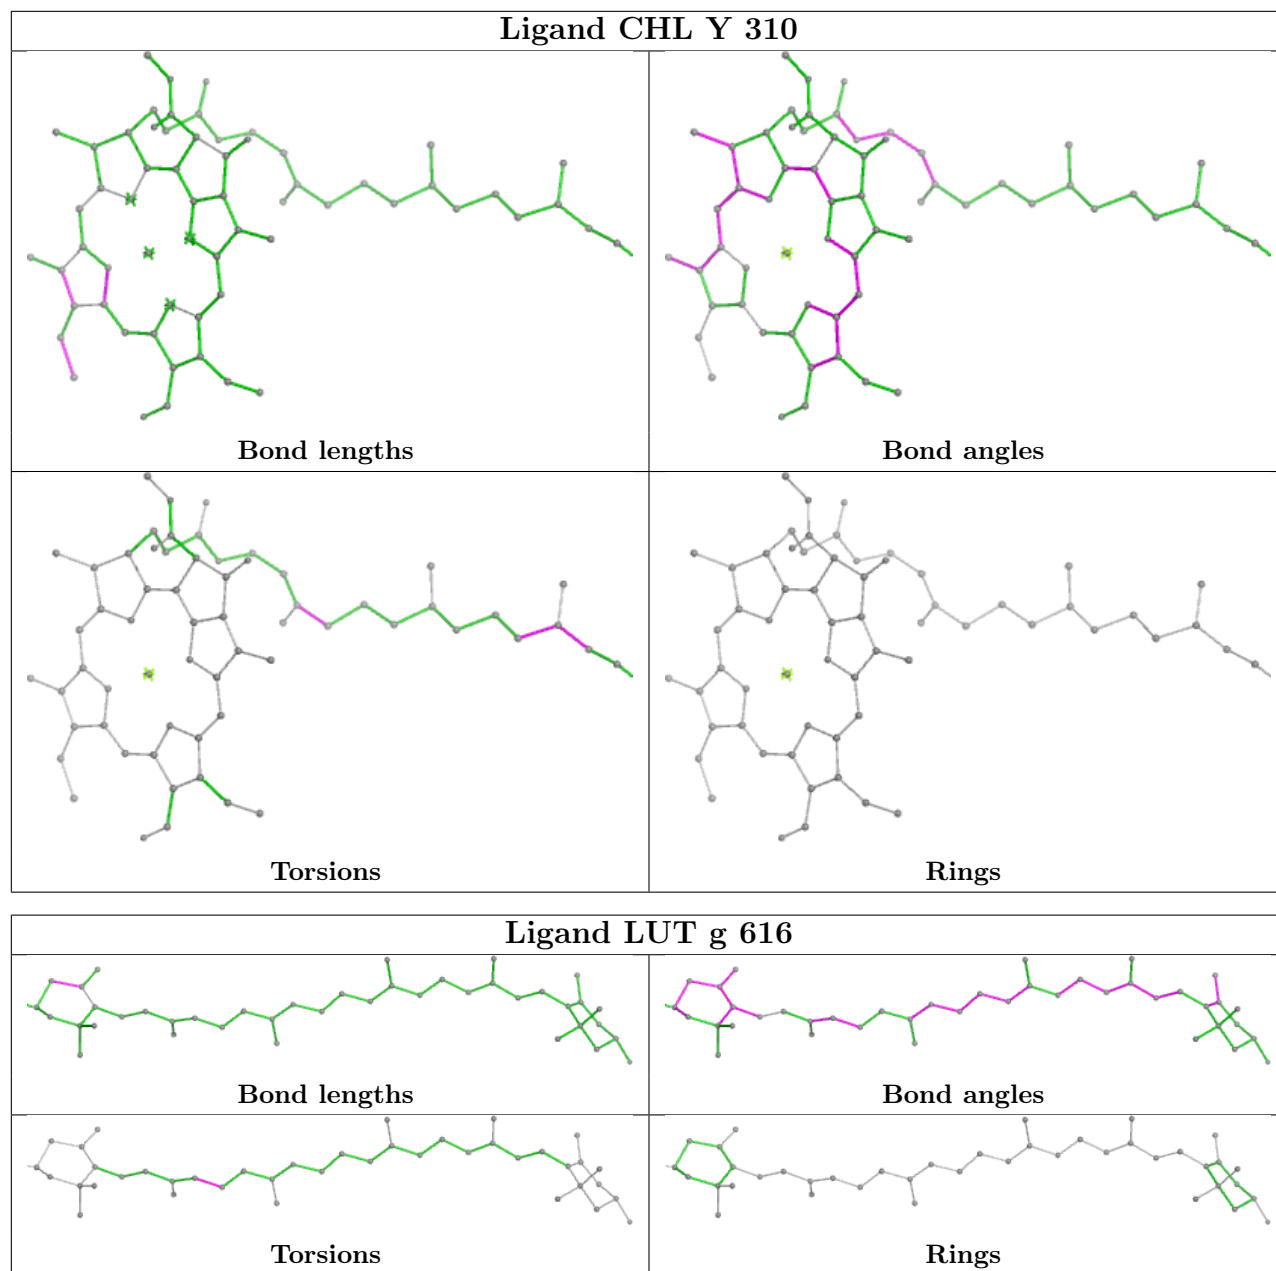 Ligand CHL Y 310
Bond lengths
Bond angles
Torsions
Rings
Ligand LUT g 616
Bond lengths
Bond angles
Torsions
Rings